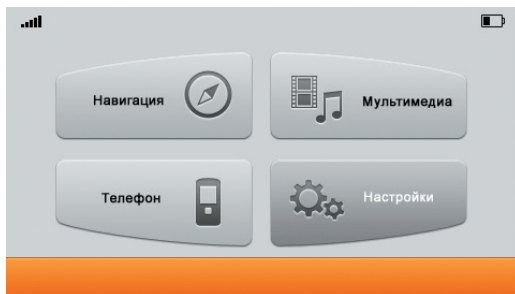 Навигация
Мультимедиа
Телефон
Настройки